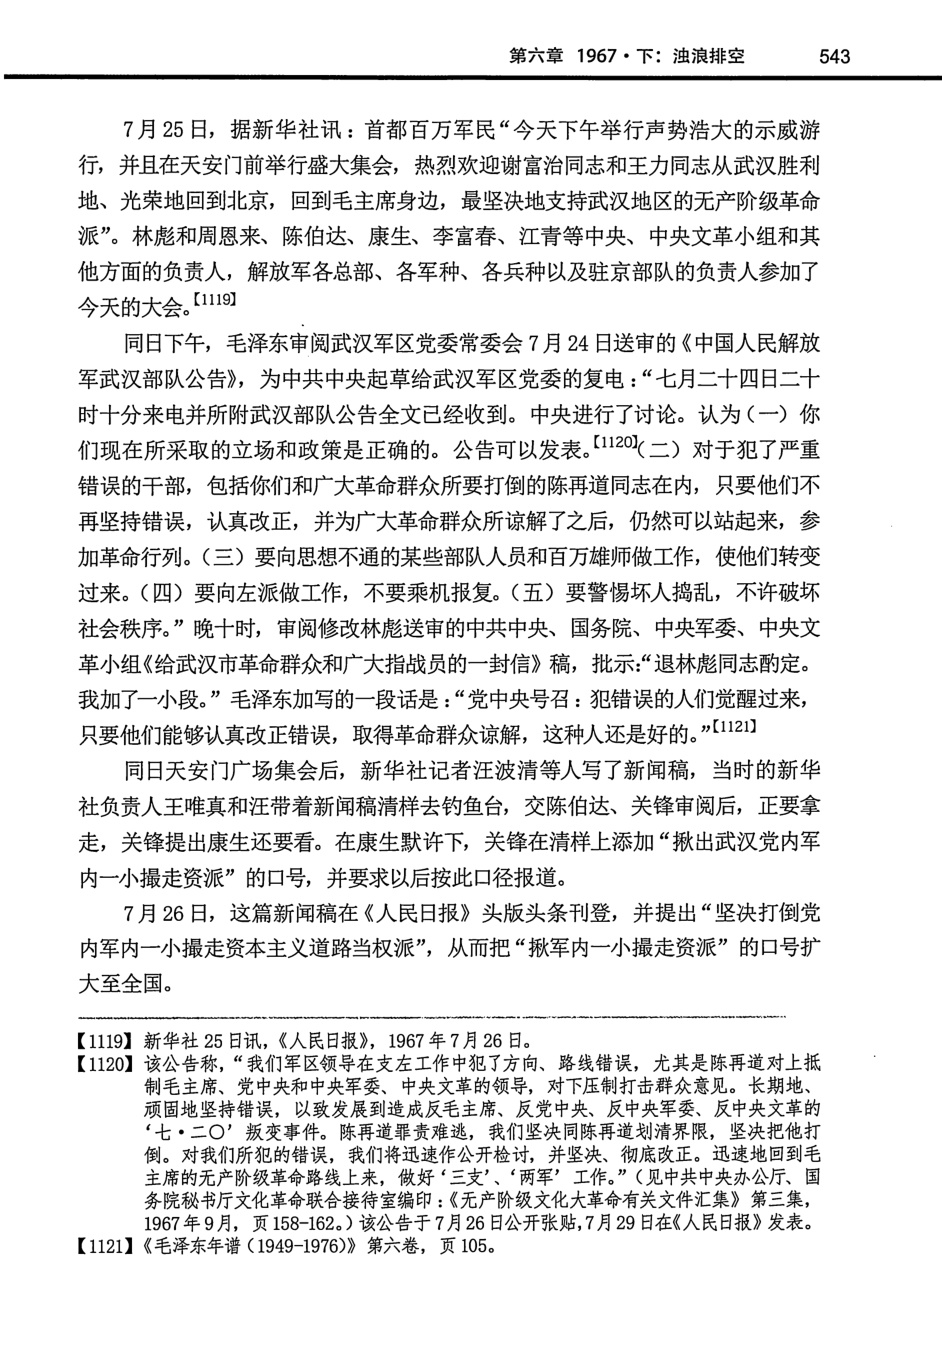 第六章 1967·下：浊浪排空 543
7月25日，据新华社讯：首都百万军民“今天下午举行声势浩大的示威游
行，并且在天安门前举行盛大集会，热烈欢迎谢富治同志和王力同志从武汉胜利
地、光荣地回到北京，回到毛主席身边，最坚决地支持武汉地区的无产阶级革命
派”。林彪和周恩来、陈伯达、康生、李富春、江青等中央、中央文革小组和其
他方面的负责人，解放军各总部、各军种、各兵种以及驻京部队的负责人参加了
今天的大会。【1119】
同日下午，毛泽东审阅武汉军区党委常委会7月24日送审的《中国人民解放
军武汉部队公告》，为中共中央起草给武汉军区党委的复电：“七月二十四日二十
时十分来电并所附武汉部队公告全文已经收到。中央进行了讨论。认为（一）你
们现在所采取的立场和政策是正确的。公告可以发表。【1120】（二）对于犯了严重
错误的干部，包括你们和广大革命群众所要打倒的陈再道同志在内，只要他们不
再坚持错误，认真改正，并为广大革命群众所谅解了之后，仍然可以站起来，参
加革命行列。（三）要向思想不通的某些部队人员和百万雄师做工作，使他们转变
过来。（四）要向左派做工作，不要乘机报复。（五）要警惕坏人捣乱，不许破坏
社会秩序。”晚十时，审阅修改林彪送审的中共中央、国务院、中央军委、中央文
革小组《给武汉市革命群众和广大指战员的一封信》稿，批示：“退林彪同志酌定。
我加了一小段。”毛泽东加写的一段话是：“党中央号召：犯错误的人们觉醒过来，
只要他们能够认真改正错误，取得革命群众谅解，这种人还是好的。”【1121】
同日天安门广场集会后，新华社记者汪波清等人写了新闻稿，当时的新华
社负责人王唯真和汪带着新闻稿清样去钓鱼台，交陈伯达、关锋审阅后，正要拿
走，关锋提出康生还要看。在康生默许下，关锋在清样上添加“揪出武汉党内军
内一小撮走资派”的口号，并要求以后按此口径报道。
7月26日，这篇新闻稿在《人民日报》头版头条刊登，并提出“坚决打倒党
内军内一小撮走资本主义道路当权派”，从而把“揪军内一小撮走资派”的口号扩
大至全国。
【1119】新华社25日讯，《人民日报》，1967年7月26日。
【1120】该公告称，“我们军区领导在支左工作中犯了方向、路线错误，尤其是陈再道对上抵
制毛主席、党中央和中央军委、中央文革的领导，对下压制打击群众意见。长期地、
顽固地坚持错误，以致发展到造成反毛主席、反党中央、反中央军委、反中央文革的
‘七·二〇’叛变事件。陈再道罪责难逃，我们坚决同陈再道划清界限，坚决把他打
倒。对我们所犯的错误，我们将迅速作公开检讨，并坚决、彻底改正。迅速地回到毛
主席的无产阶级革命路线上来，做好‘三支’、‘两军’工作。”（见中共中央办公厅、国
务院秘书厅文化革命联合接待室编印：《无产阶级文化大革命有关文件汇集》第三集，
1967年9月，页158-162。）该公告于7月26日公开张贴，7月29日在《人民日报》发表。
【1121】《毛泽东年谱（1949-1976）》第六卷，页105。